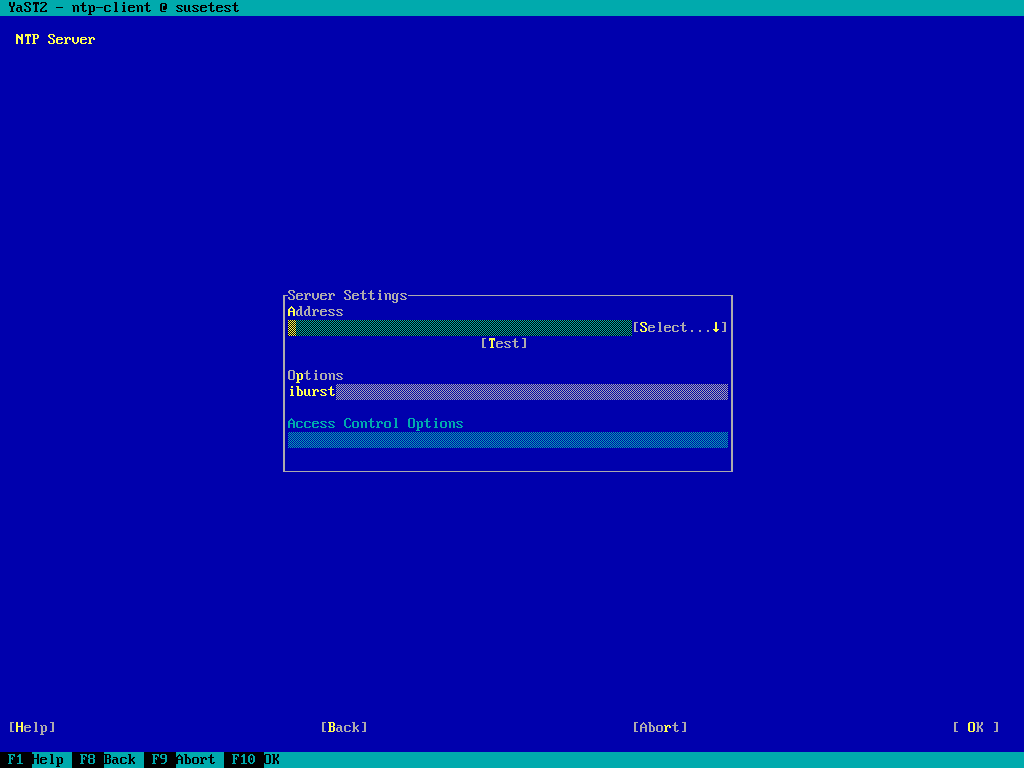 YaST2 - ntp-client @ susetest
NTP Server
Server Settings
Address
[Select...↓]
[Test]
Options
iburst
Access Control Options
[Help] [Back] [Abort] [ OK ]
F1 Help F8 Back F9 Abort F10 OK